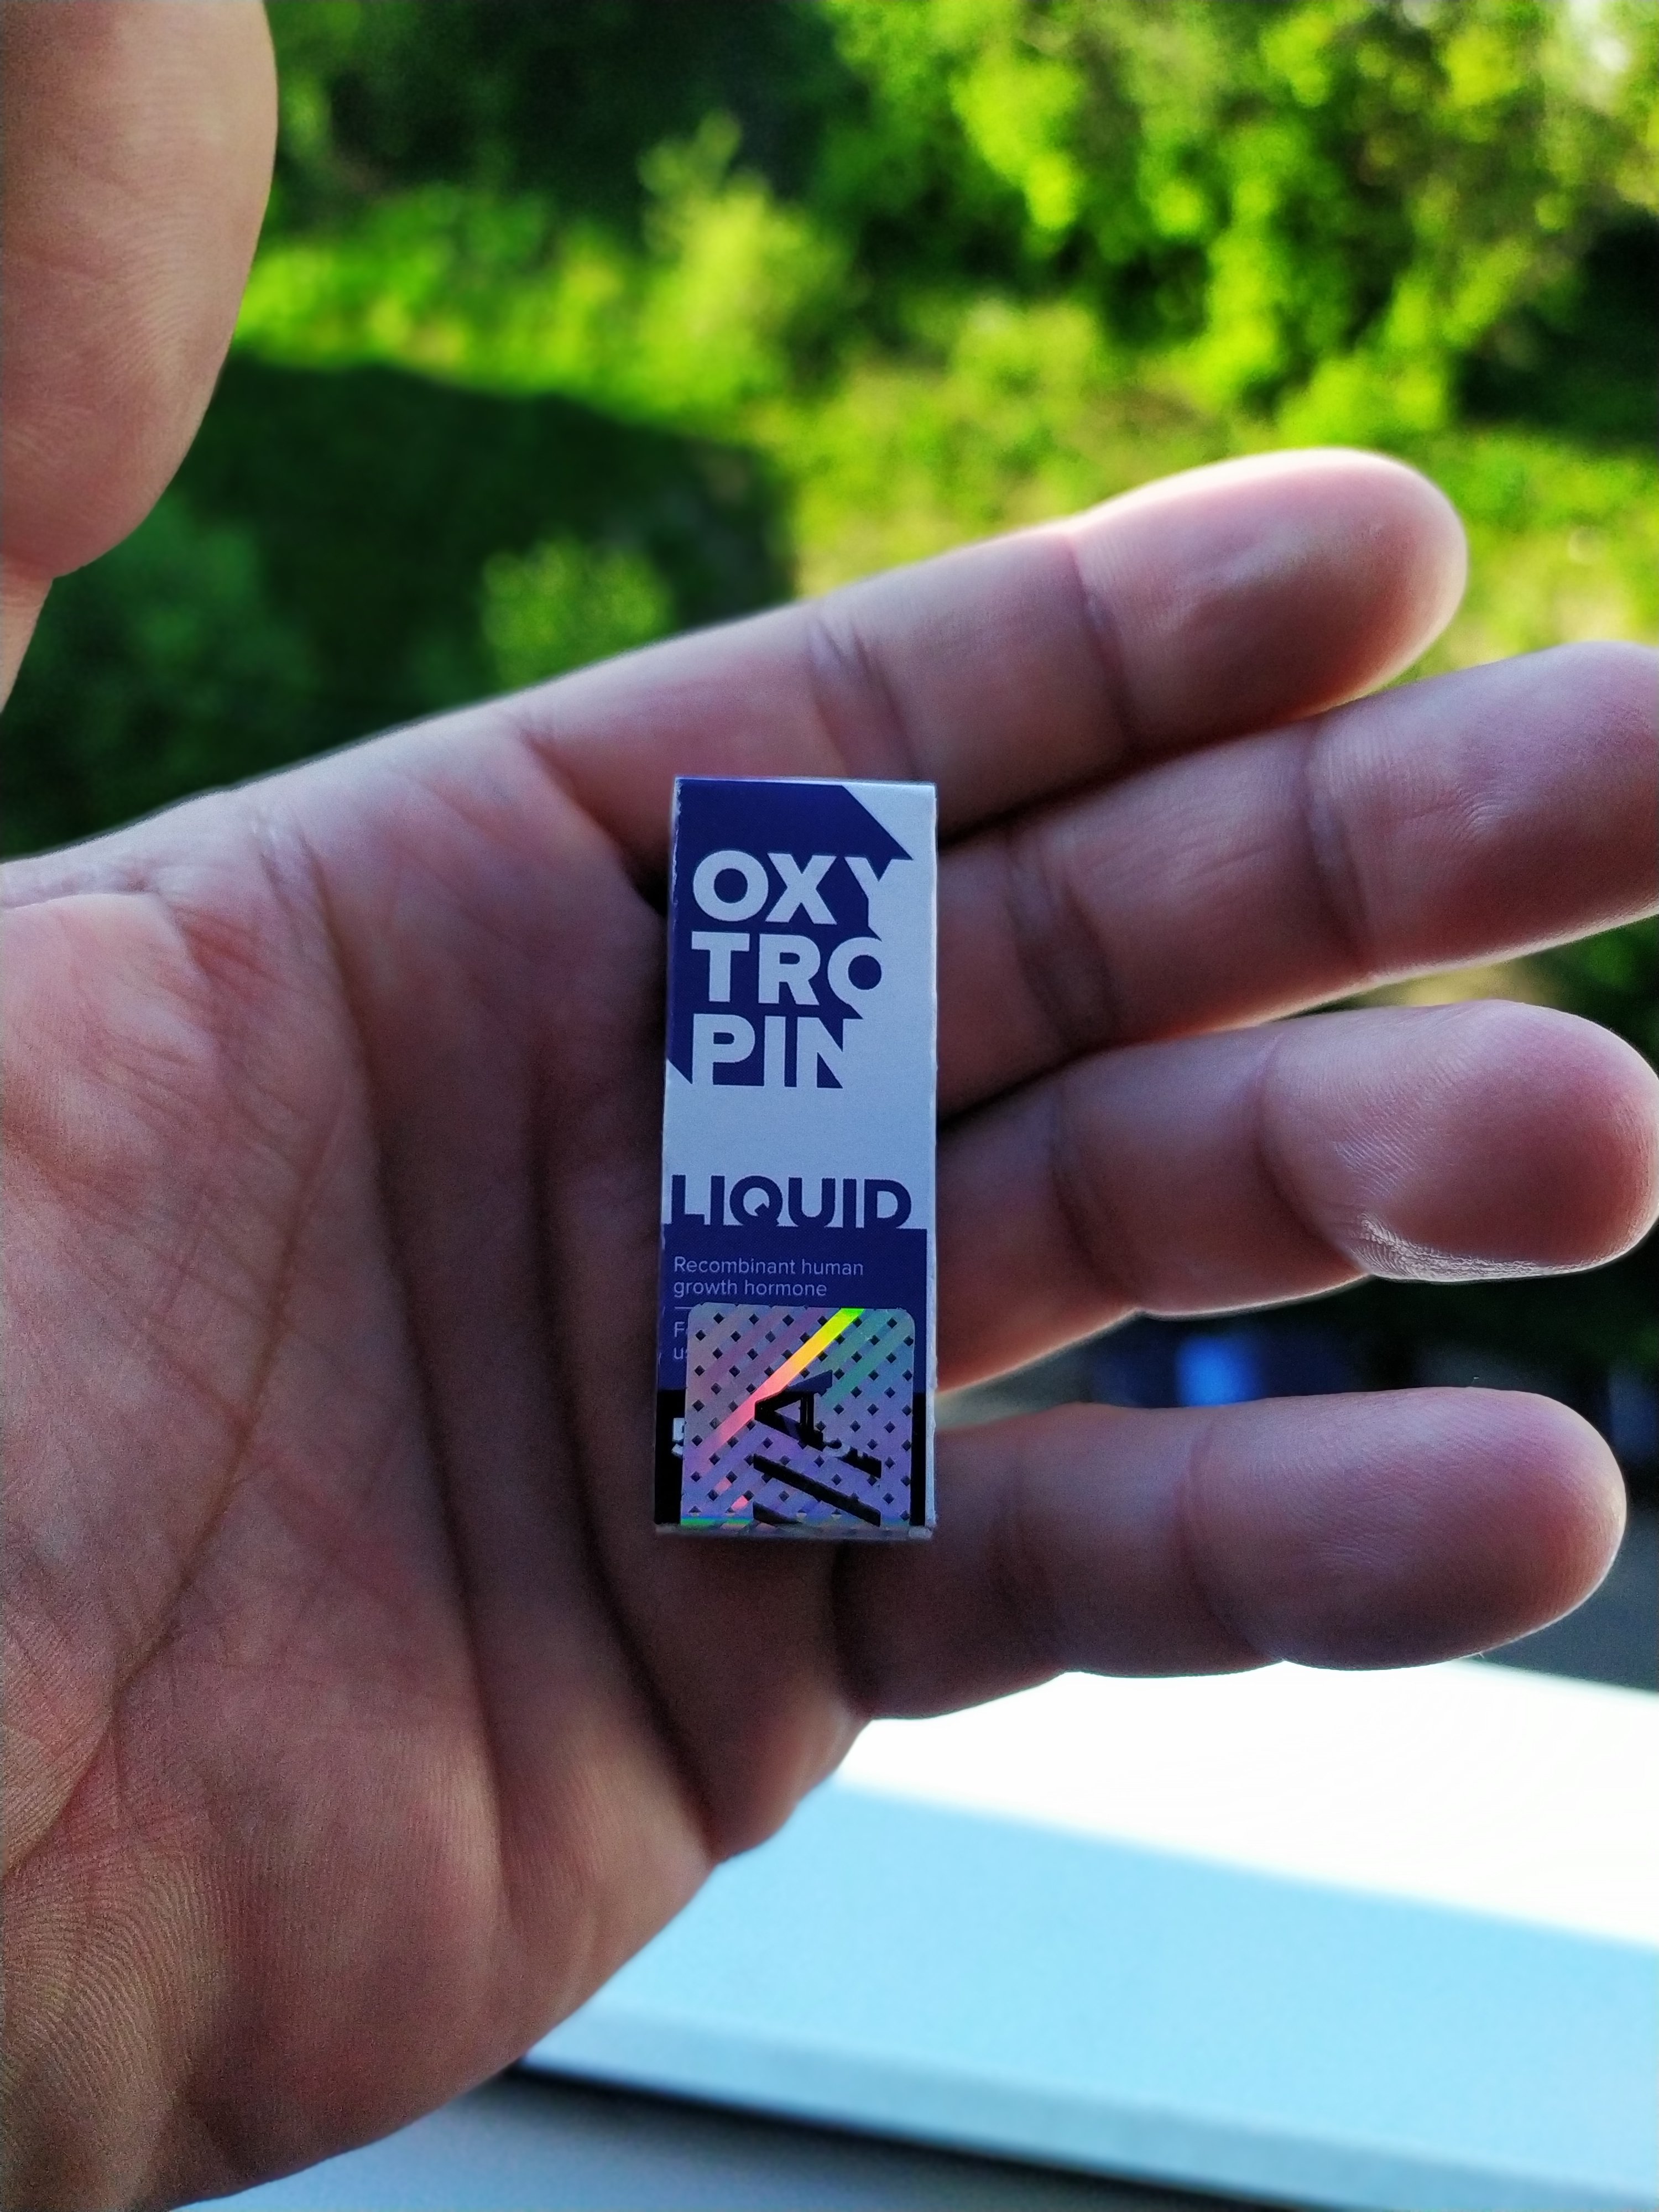 OXY
TRO
PIN
LIQUID
Recombinant human
growth hormone